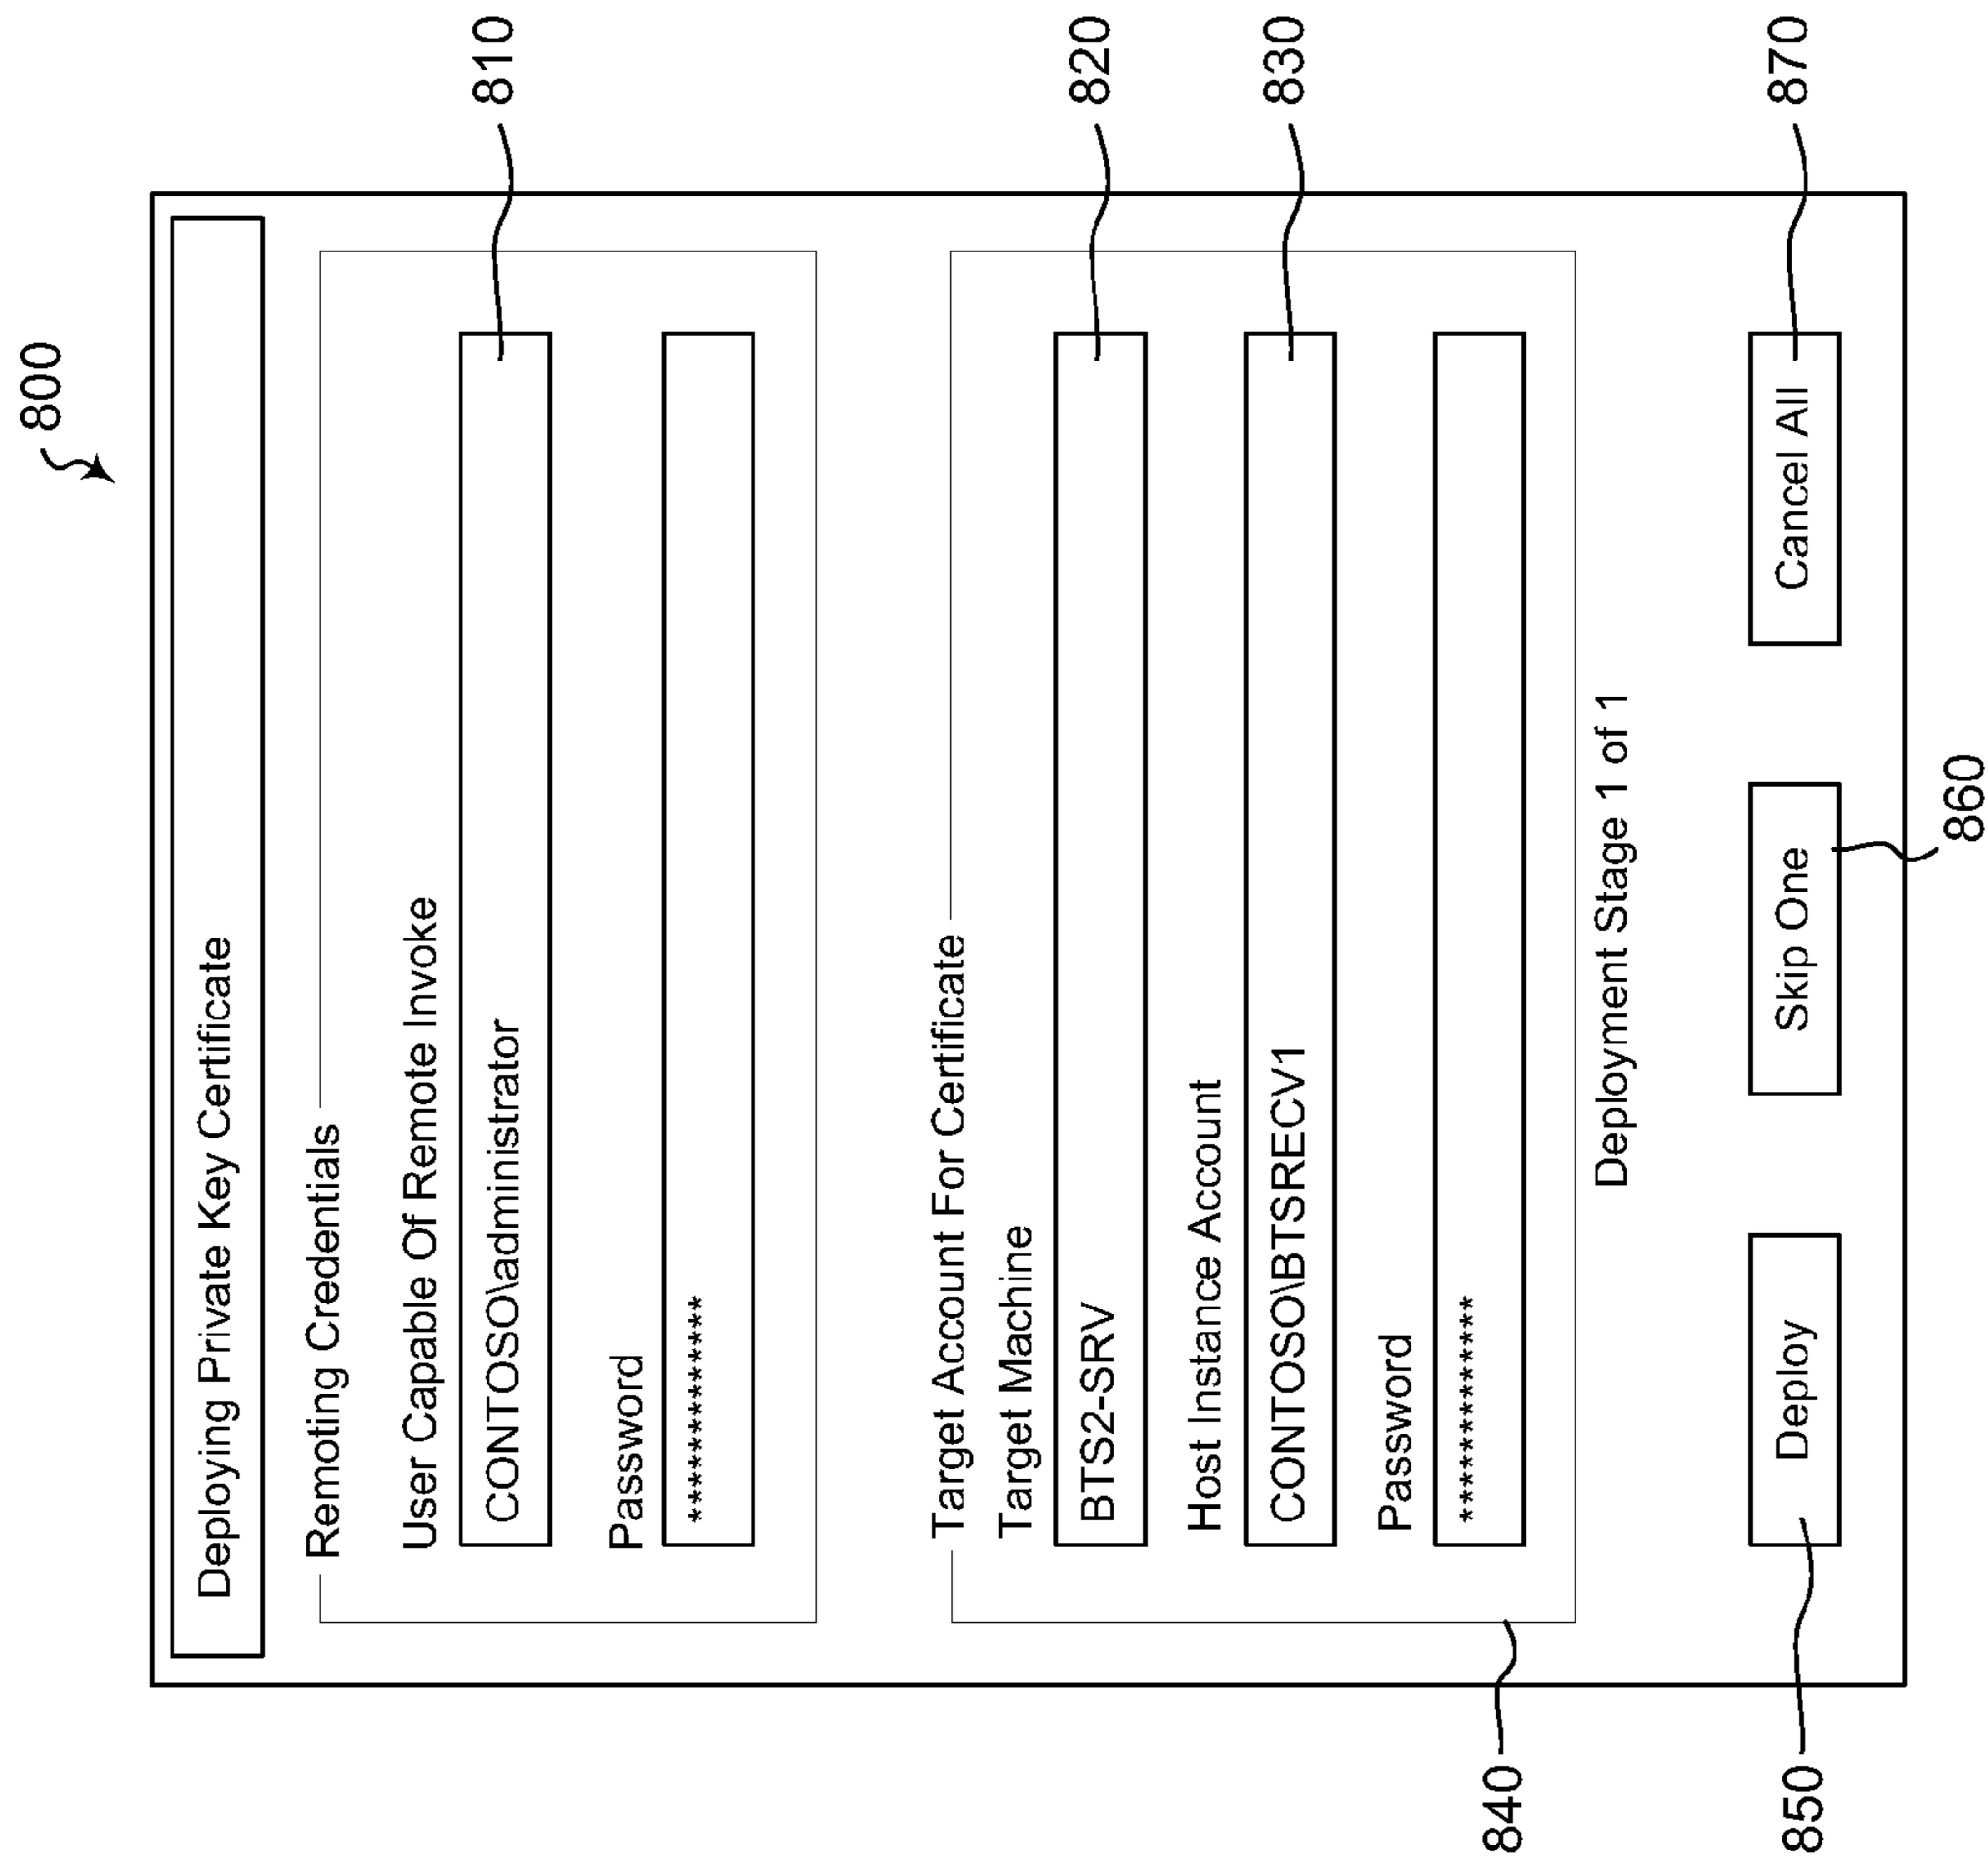 800
Deploying Private Key Certificate
Remoting Credentials
User Capable Of Remote Invoke
CONTOSO\administrator
810
Password
**************
Target Account For Certificate
Target Machine
BTS2-SRV
820
Host Instance Account
CONTOSO\BTSRECV1
830
Password
**************
840
Deployment Stage 1 of 1
Deploy
Skip One
Cancel All
870
850
860